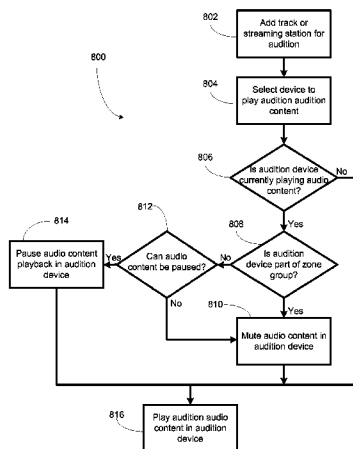 802
Add track or
streaming station for
audition
800
804
Select device to
play audition audition
content
806
Is audition device
currently playing audio
content?
No
Yes
814
812
808
Pause audio content
playback in audition
device
Yes
Can audio
content be paused?
No
Is audition
device part of zone
group?
No
810
Yes
Mute audio content in
audition device
816
Play audition audio
content in audition
device